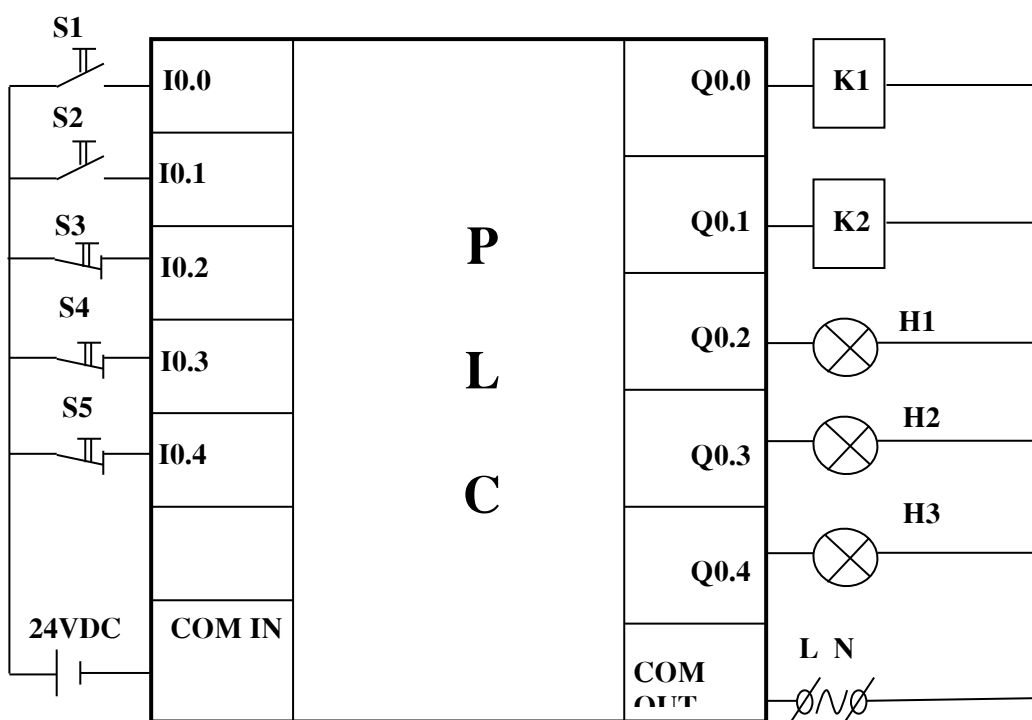 S1
I0.0
S2
I0.1
S3
I0.2
S4
I0.3
S5
I0.4
24VDC
COM IN
P
L
C
Q0.0
K1
Q0.1
K2
Q0.2
H1
Q0.3
H2
Q0.4
H3
COM
OUT
L N